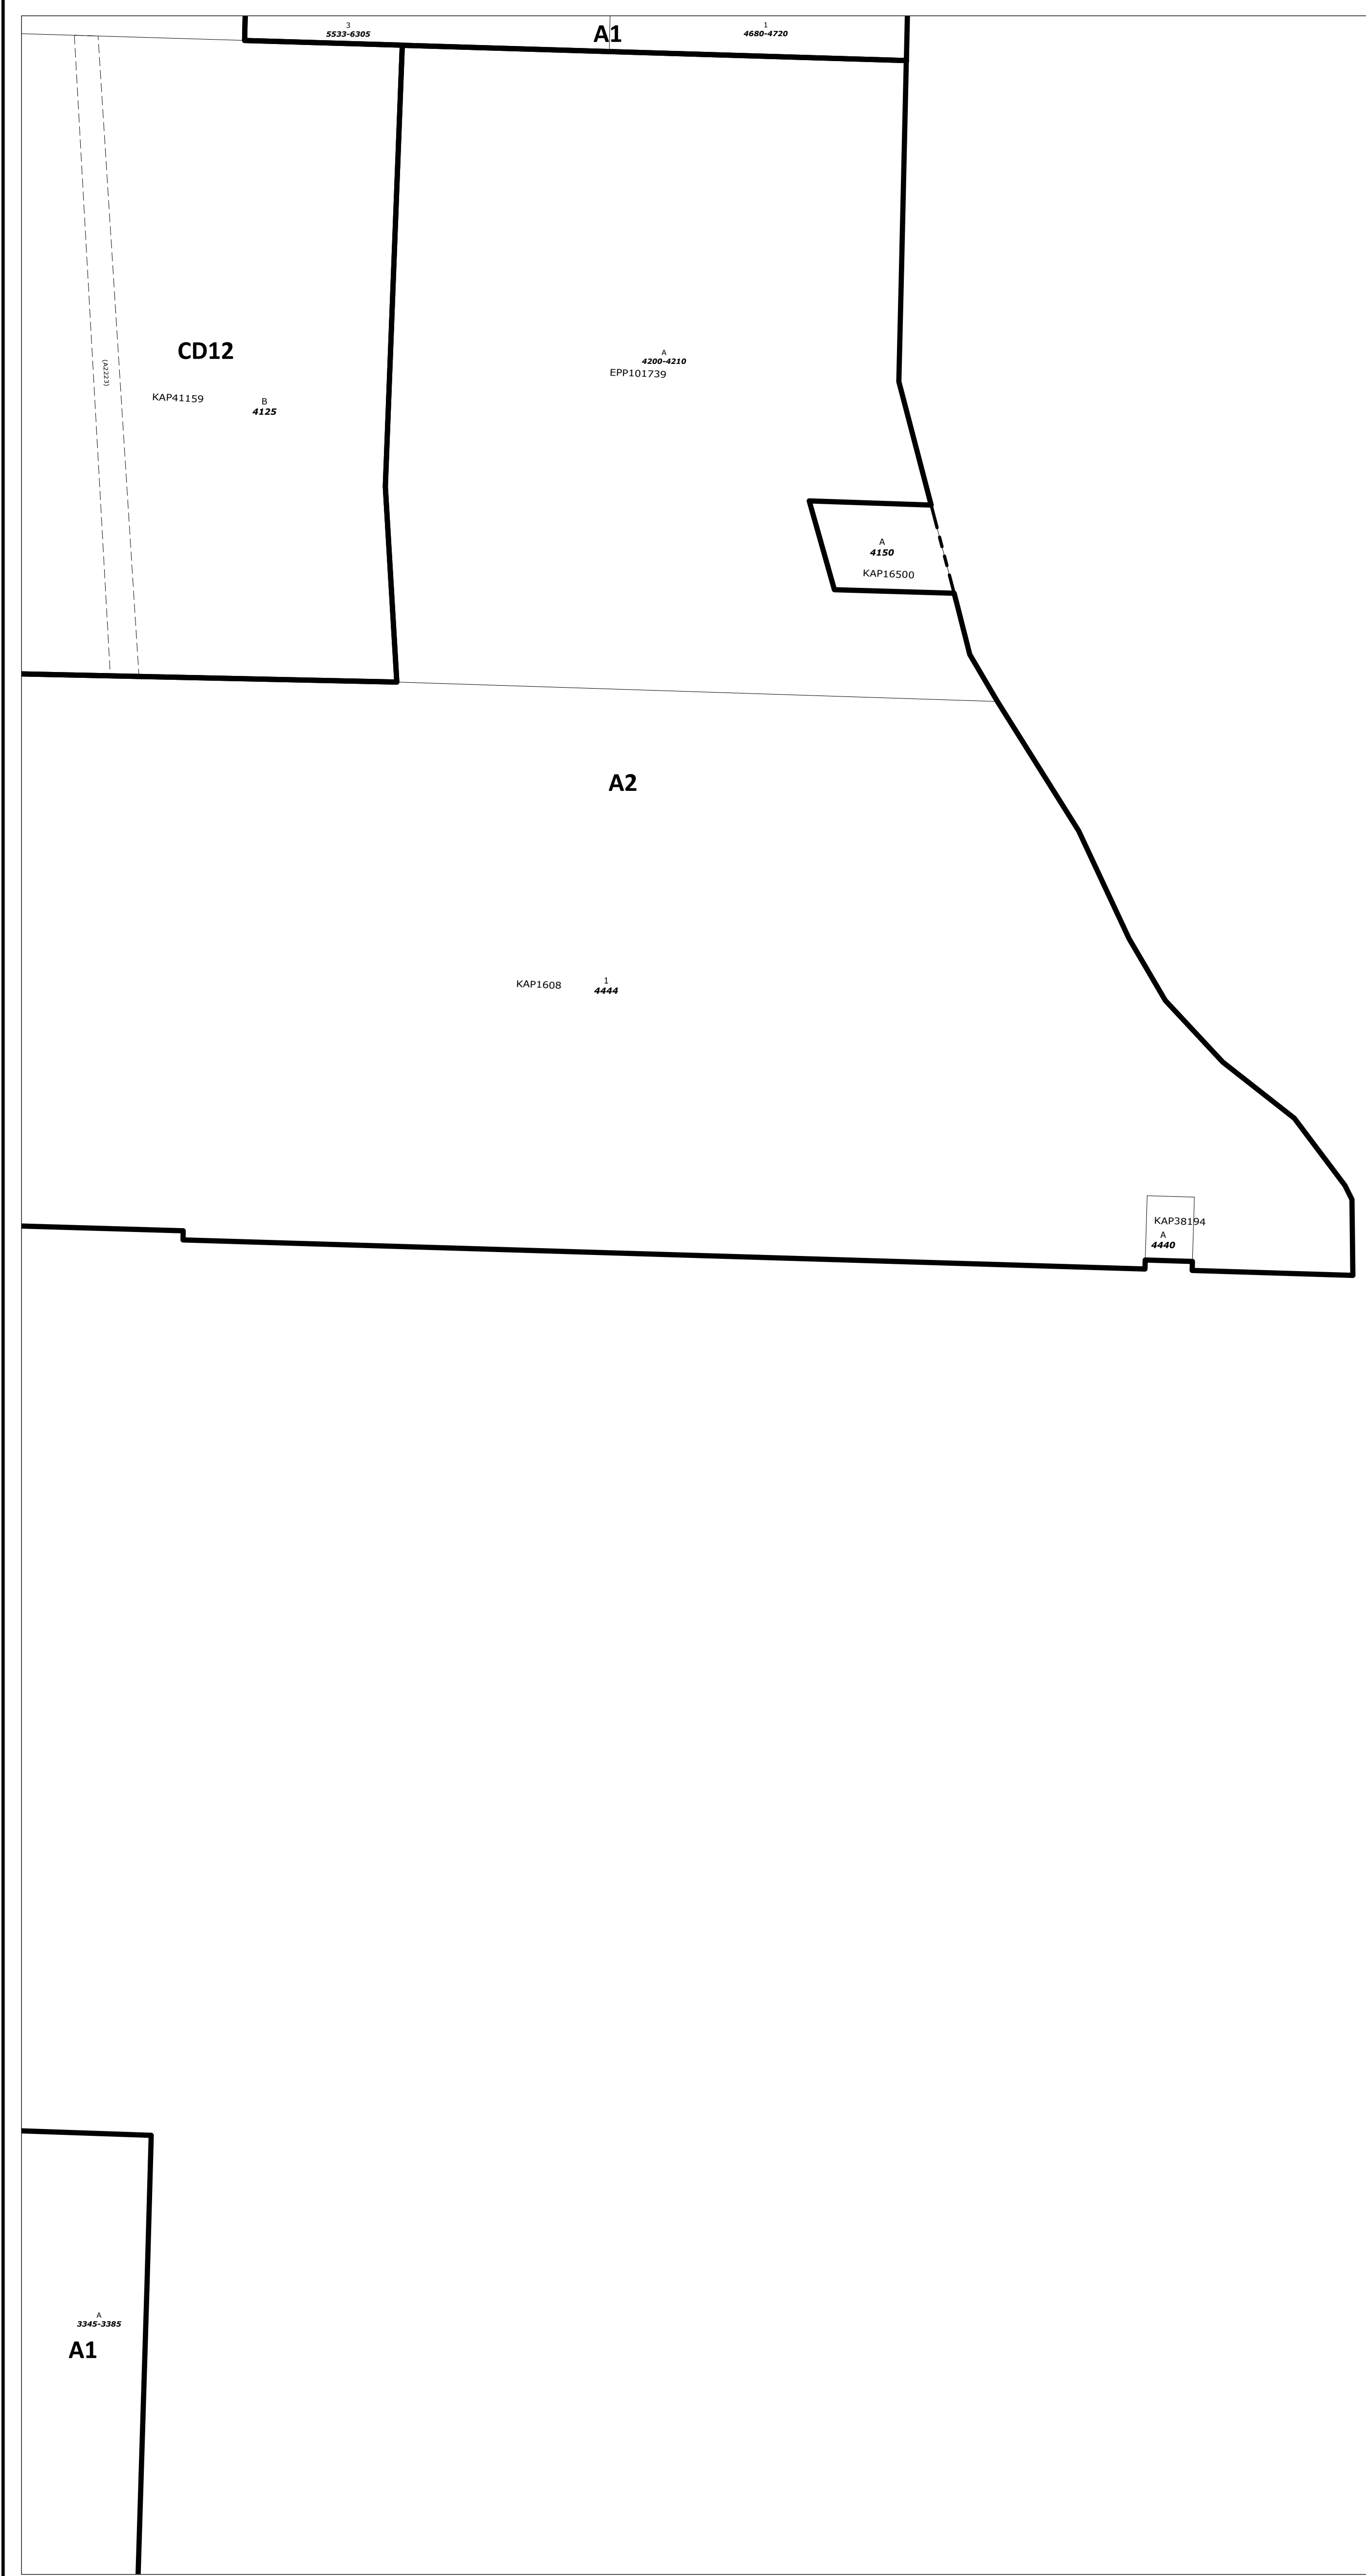 3
5533-6305
A1
1
4680-4720
CD12
(A2223)
KAP41159
B
4125
A
4200-4210
EPP101739
A
4150
KAP16500
A2
KAP1608
1
4444
KAP38194
A
4440
A
3345-3385
A1